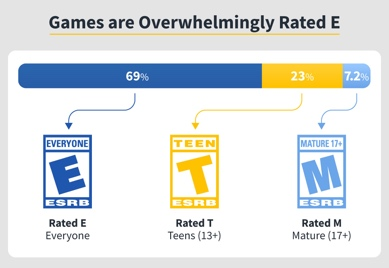 Games are Overwhelmingly Rated E
69% 23% 7.2%
EVERYONE TEEN MATURE 17+
E T M
ESRB ESRB ESRB
Rated E Rated T Rated M
Everyone Teens (13+) Mature (17+)